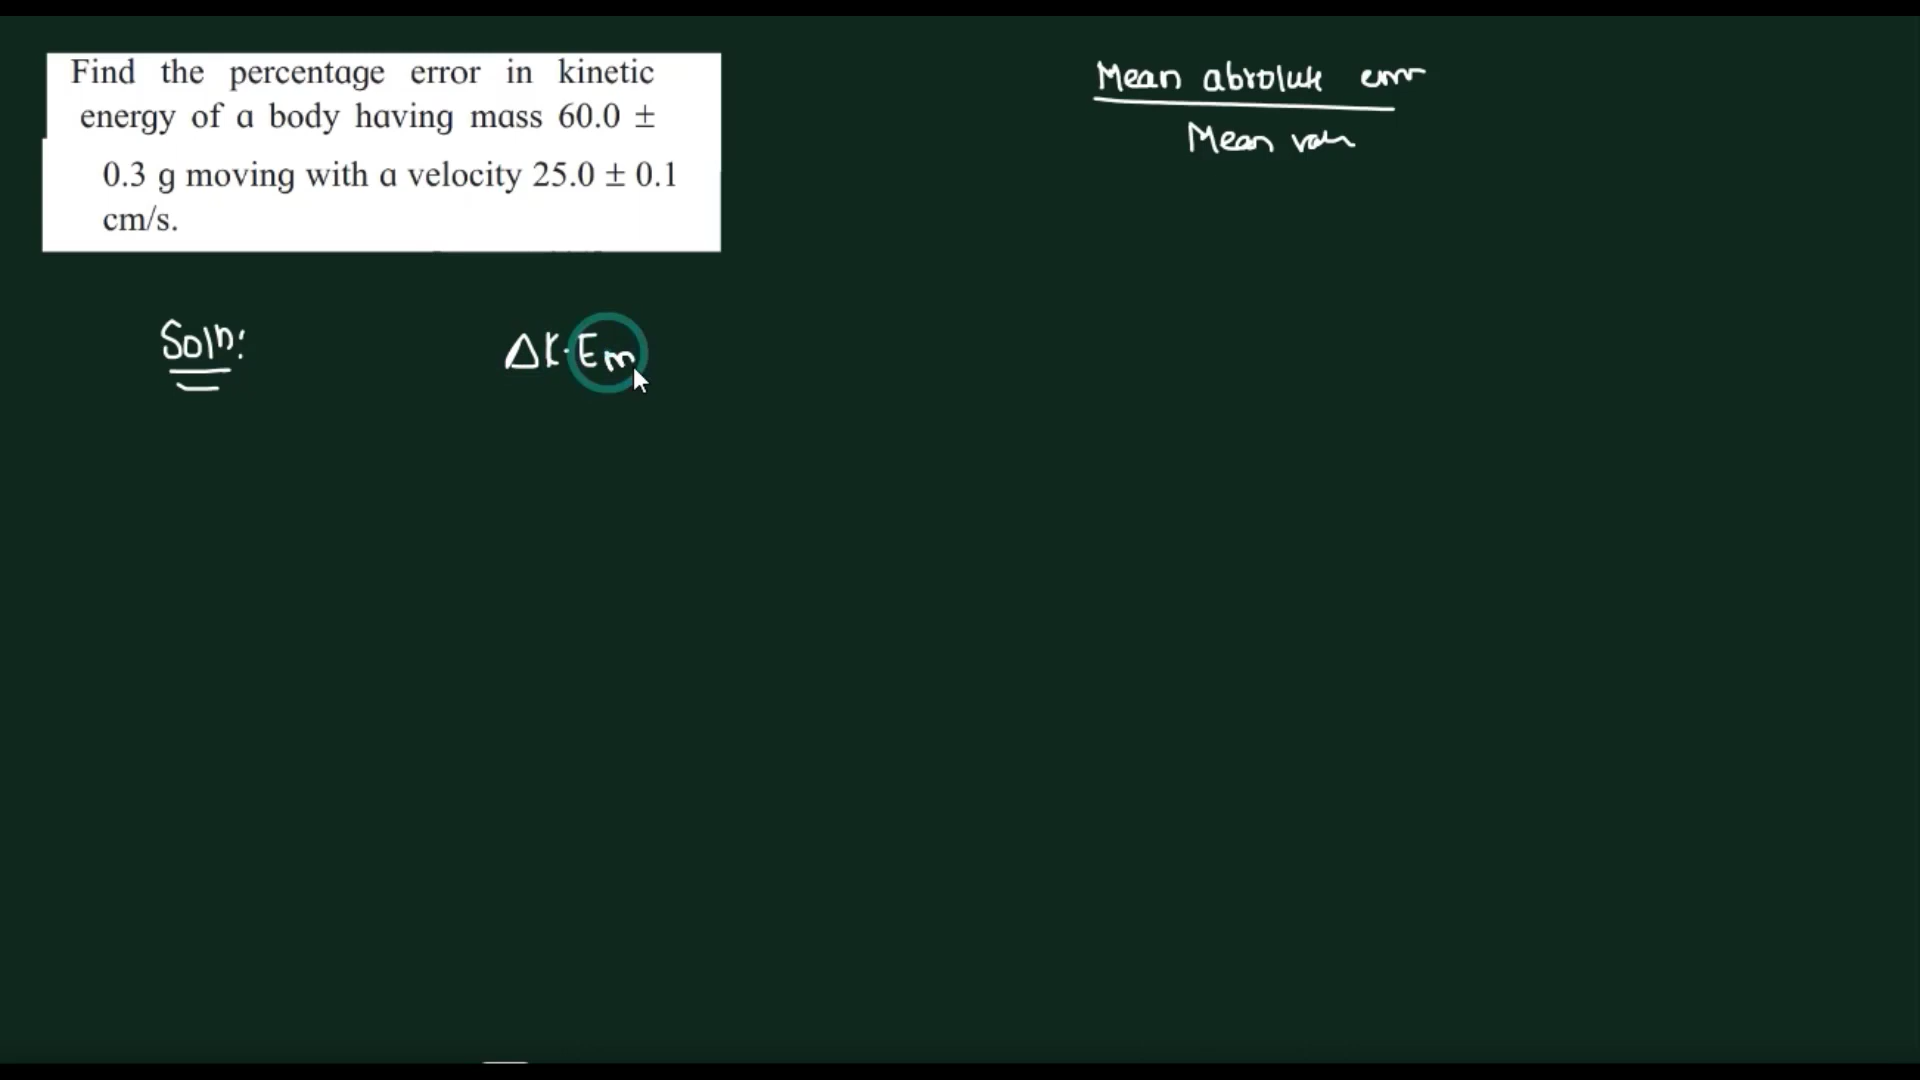 Find the percentage error in kinetic
energy of a body having mass 60.0 ±
0.3 g moving with a velocity 25.0 ± 0.1
cm/s.
Mean absolute
Mean
Soln:
ΔK·Em